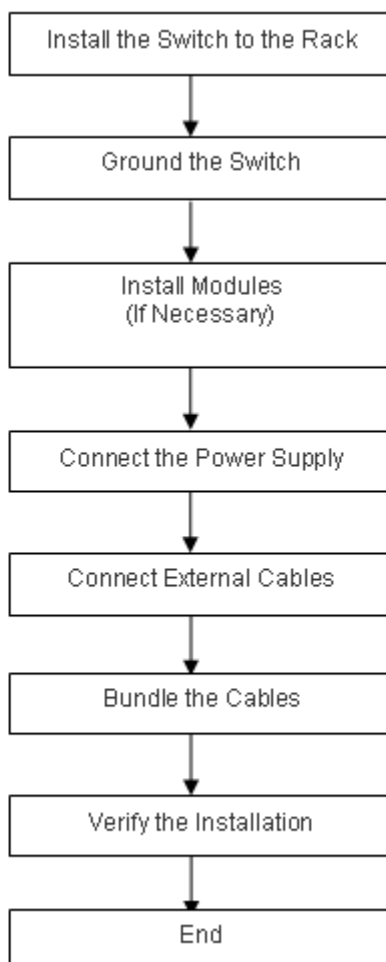 Install the Switch to the Rack
Ground the Switch
Install Modules
(If Necessary)
Connect the Power Supply
Connect External Cables
Bundle the Cables
Verify the Installation
End